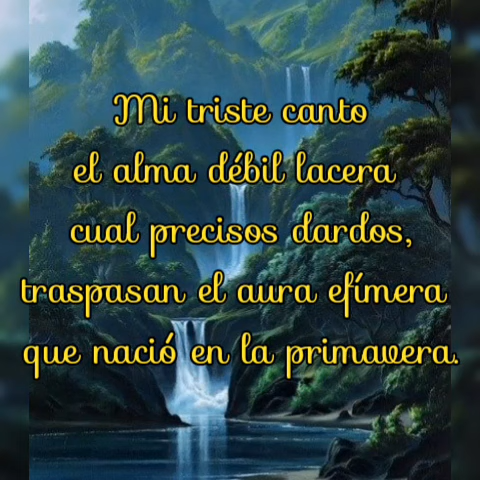 Mi triste canto
el alma débil lacera
cual precisos dardos,
traspasan el aura efímera
que nació en la primavera.